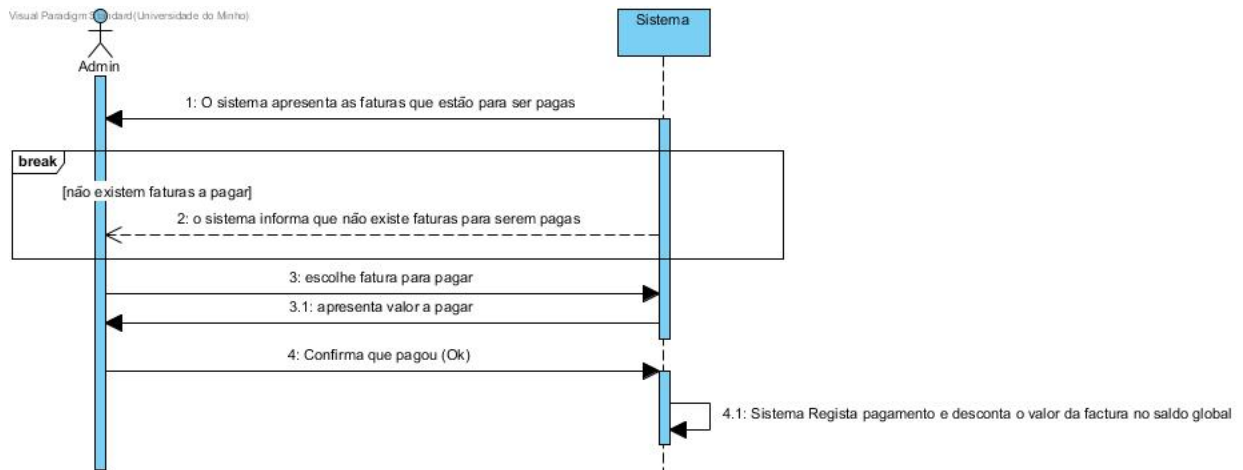 Visual Paradigm Standard(Universidade do Minho)
Sistema
Admin
1: O sistema apresenta as faturas que estão para ser pagas
break
[não existem faturas a pagar]
2: o sistema informa que não existe faturas para serem pagas
3: escolhe fatura para pagar
3.1: apresenta valor a pagar
4: Confirma que pagou (Ok)
4.1: Sistema Regista pagamento e desconta o valor da factura no saldo global